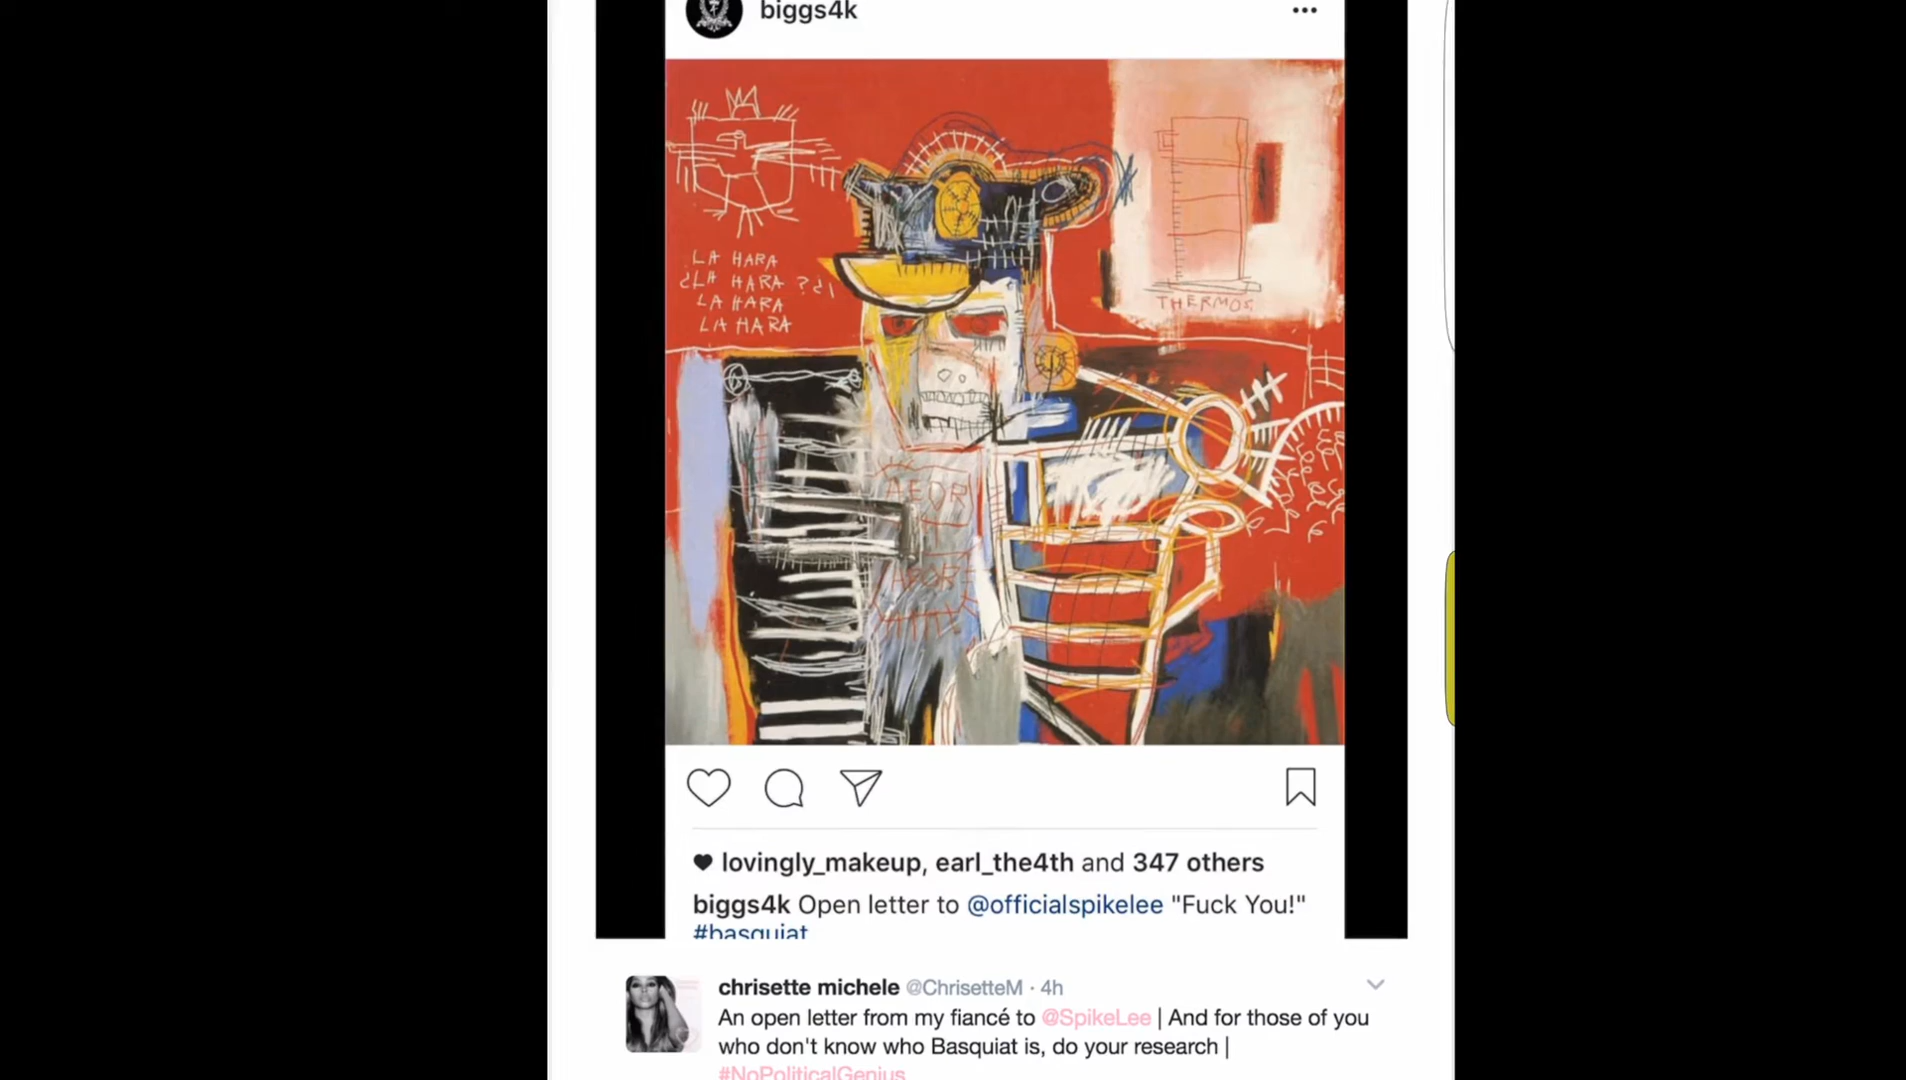 biggs4k
LA HARA
¿LA HARA ?¿
LA HARA
LA HARA
THERMOS
AEOR
AEOR
lovingly_makeup, earl_the4th and 347 others
biggs4k Open letter to @officialspikelee "Fuck You!"
#basquiat
chrisette michele @ChrisetteM · 4h
An open letter from my fiancé to @SpikeLee | And for those of you
who don't know who Basquiat is, do your research |
#NoPoliticalGenius